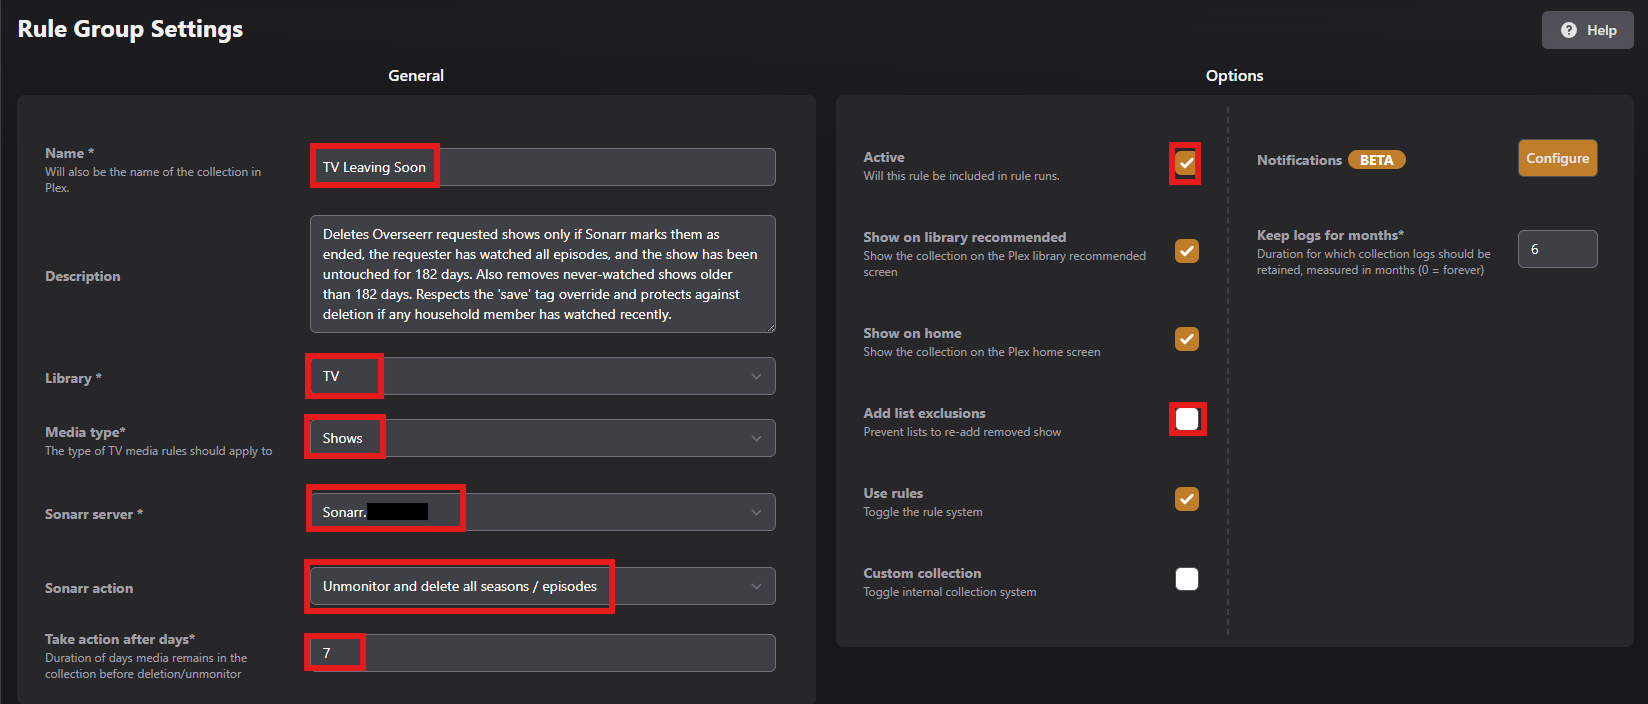 Rule Group Settings
Help
General
Name *
Will also be the name of the collection in
Plex.
TV Leaving Soon
Description
Deletes Overseerr requested shows only if Sonarr marks them as
ended, the requester has watched all episodes, and the show has been
untouched for 182 days. Also removes never-watched shows older
than 182 days. Respects the 'save' tag override and protects against
deletion if any household member has watched recently.
Library *
TV
Media type*
The type of TV media rules should apply to
Shows
Sonarr server *
Sonarr.
Sonarr action
Unmonitor and delete all seasons / episodes
Take action after days*
Duration of days media remains in the
collection before deletion/unmonitor
7
Options
Active
Will this rule be included in rule runs.
Show on library recommended
Show the collection on the Plex library recommended
screen
Show on home
Show the collection on the Plex home screen
Add list exclusions
Prevent lists to re-add removed show
Use rules
Toggle the rule system
Custom collection
Toggle internal collection system
Notifications BETA
Configure
Keep logs for months*
Duration for which collection logs should be
retained, measured in months (0 = forever)
6